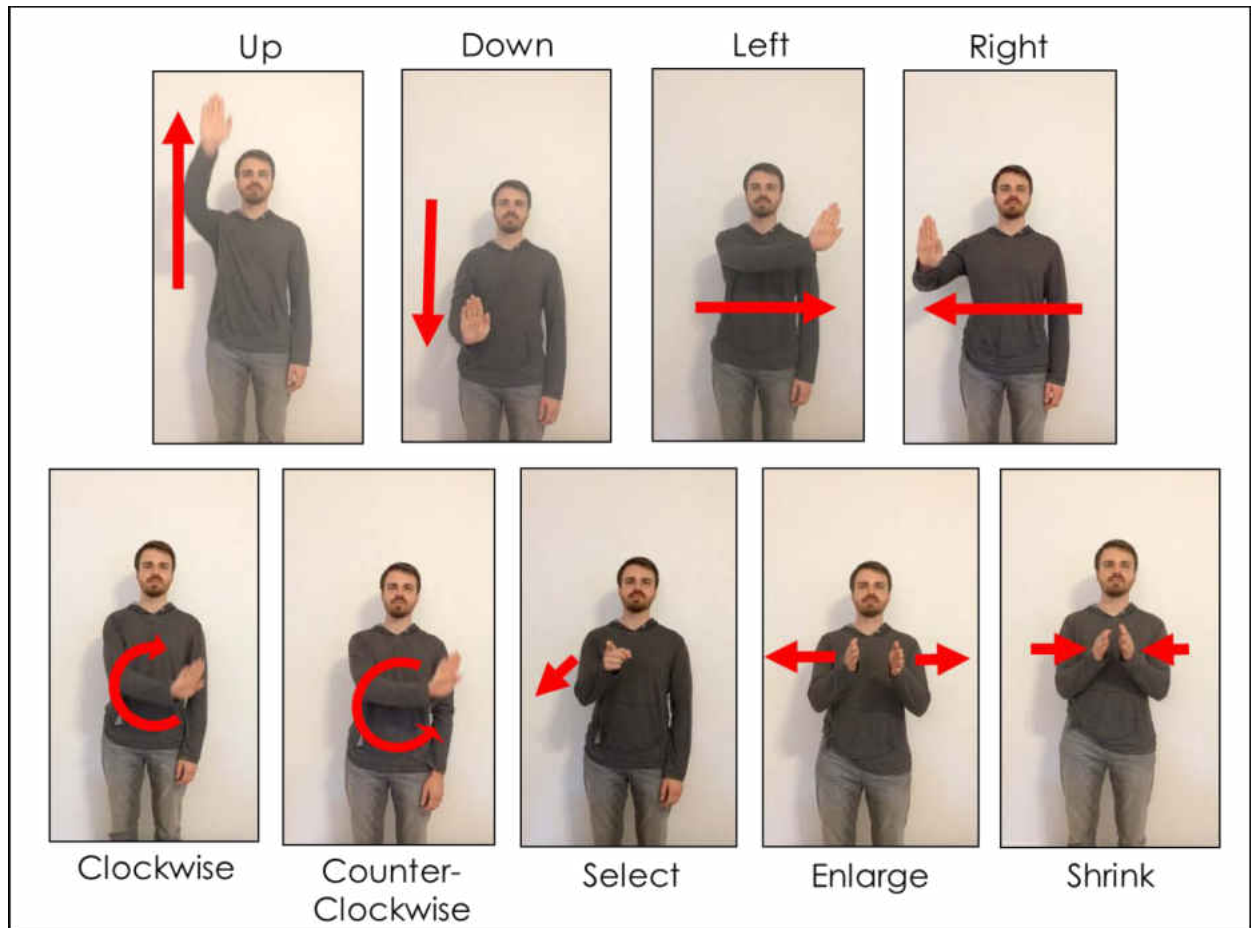 Up
Down
Left
Right
Clockwise
Counter-
Clockwise
Select
Enlarge
Shrink